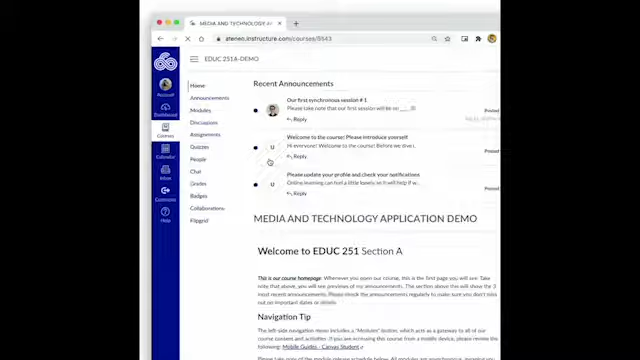 MEDIA AND TECHNOLOGY A
stenen.instructure.com/courses/8543
EDUC 251A-DEMO
Account
Dashboard
Courses
Calendar
Inbox
Commons
Help
Home
Announcements
Modules
Discussions
Assignments
Quizzes
People
Chat
Grades
Badges
Collaborations
Flipgrid
Recent Announcements
Our first synchronous session # 1
Please take note that our first session will be on ____
Reply
Posted
Welcome to the course! Please introduce yourself
Hi everyone! Welcome to the course! Before we dive i..
Reply
Posted
Please update your profile and check your notifications
Online learning can feel a little lonely so it will help if w..
Reply
Posted
MEDIA AND TECHNOLOGY APPLICATION DEMO
Welcome to EDUC 251 Section A
This is our course homepage. Whenever you open our course, this is the first page you will see. Take
note that above, you will see previews of my announcements. The section above this will show the 3
most recent announcements. Please check the announcements regularly to make sure you don't miss
out on important dates or details.
Navigation Tip
The left-side navigation menu includes a "Modules" button, which acts as a gateway to all of our
course content and activities. If you are accessing this course from a mobile device, please review the
following: Mobile Guides - Canvas Student